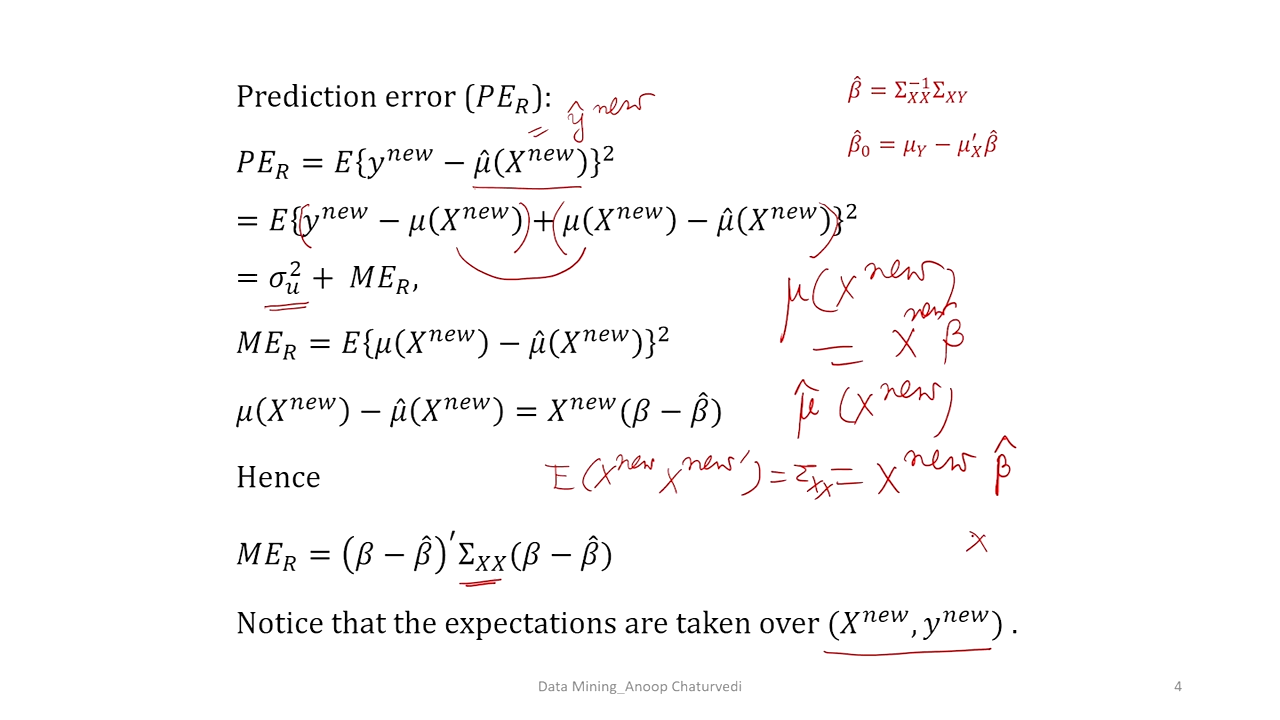 Prediction error (PE_R):
ŷ^new
β̂ = Σ_XX^{-1} Σ_XY
β̂_0 = μ_Y − μ'_X β̂
PE_R = E{y^new − μ̂(X^new)}^2
= E{y^new − μ(X^new) + μ(X^new) − μ̂(X^new)}^2
= σ_u^2 + ME_R,
μ(X^new)
= X^new β
ME_R = E{μ(X^new) − μ̂(X^new)}^2
μ(X^new) − μ̂(X^new) = X^new(β − β̂)
μ̂(X^new)
= X^new β̂
Hence
E(X^new X^new') = Σ_XX
X
ME_R = (β − β̂)′Σ_XX(β − β̂)
Notice that the expectations are taken over (X^new, y^new) .
Data Mining_Anoop Chaturvedi
4